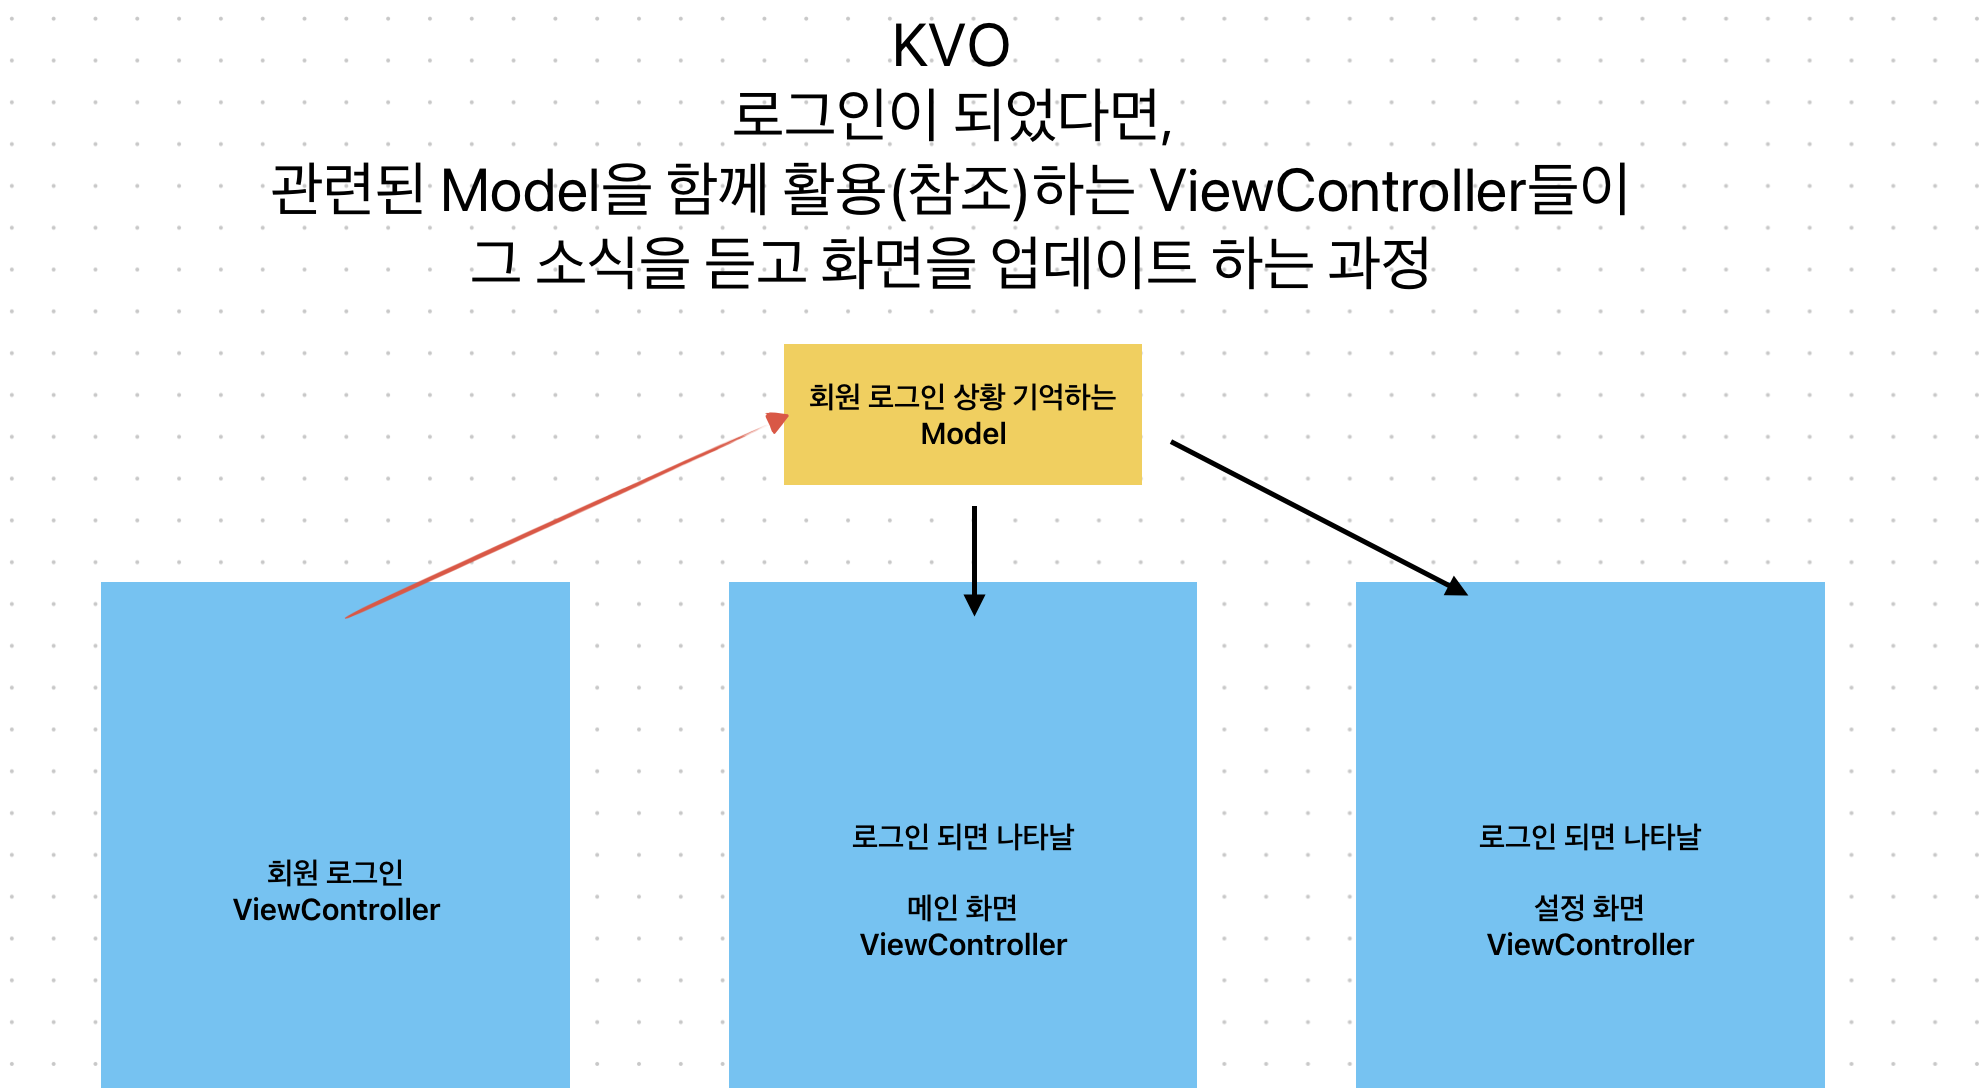 KVO
로그인이 되었다면,
관련된 Model을 함께 활용(참조)하는 ViewController들이
그 소식을 듣고 화면을 업데이트 하는 과정
회원 로그인 상황 기억하는
Model
회원 로그인
ViewController
로그인 되면 나타날
메인 화면
ViewController
로그인 되면 나타날
설정 화면
ViewController